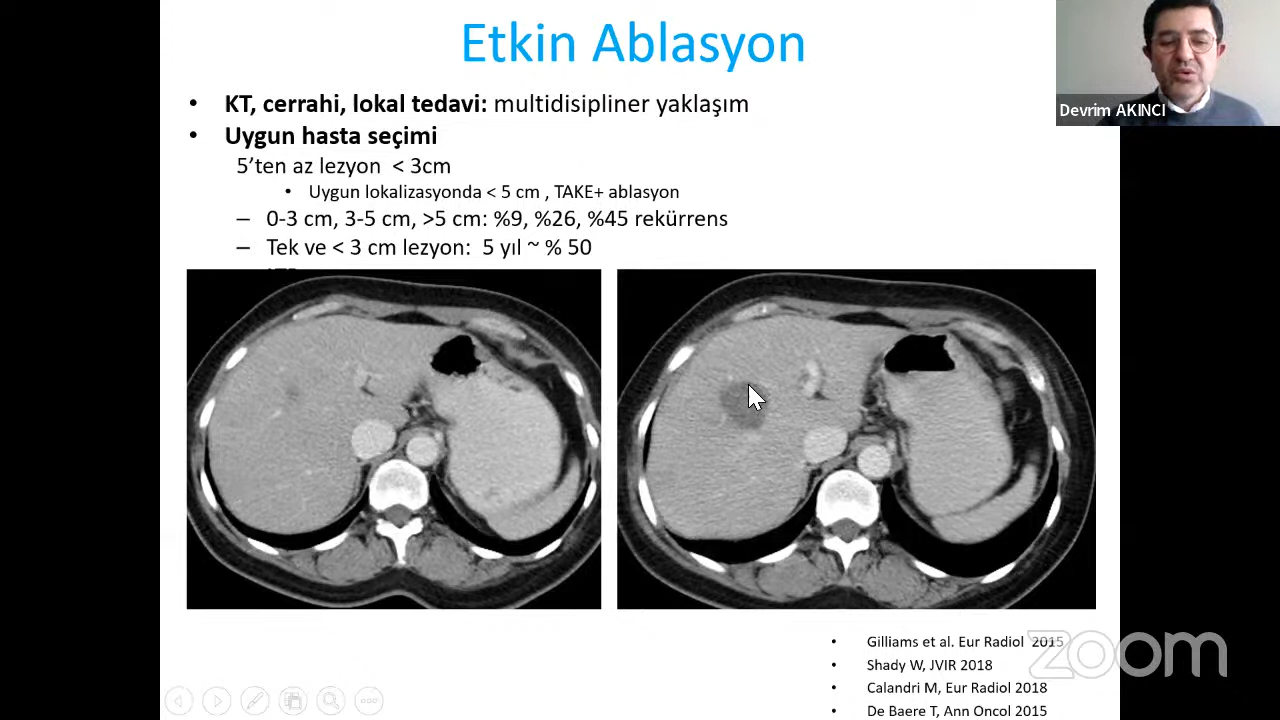 Etkin Ablasyon
Devrim AKINCI
• KT, cerrahi, lokal tedavi: multidisipliner yaklaşım
• Uygun hasta seçimi
5’ten az lezyon < 3cm
• Uygun lokalizasyonda < 5 cm , TAKE+ ablasyon
– 0-3 cm, 3-5 cm, >5 cm: %9, %26, %45 rekürrens
– Tek ve < 3 cm lezyon: 5 yıl ~ % 50
• Gilliams et al. Eur Radiol 2015
• Shady W, JVIR 2018
• Calandri M, Eur Radiol 2018
• De Baere T, Ann Oncol 2015
zoom